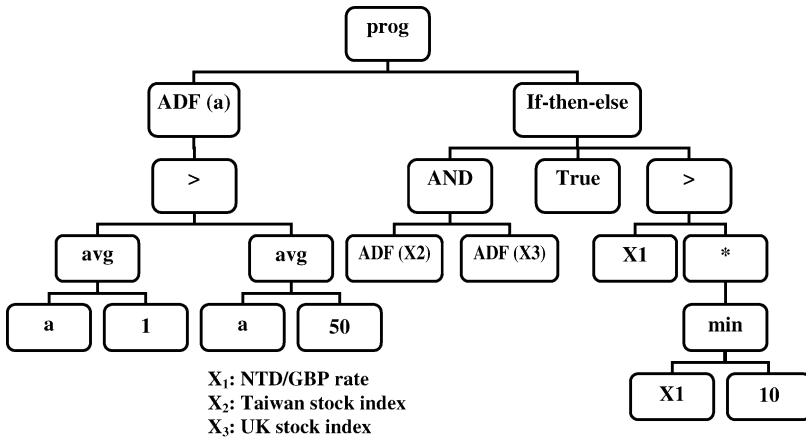 prog
ADF (a)
If-then-else
>
AND
True
>
avg
avg
ADF (X2)
ADF (X3)
X1
*
a
1
a
50
min
X1
10
X₁: NTD/GBP rate
X₂: Taiwan stock index
X₃: UK stock index